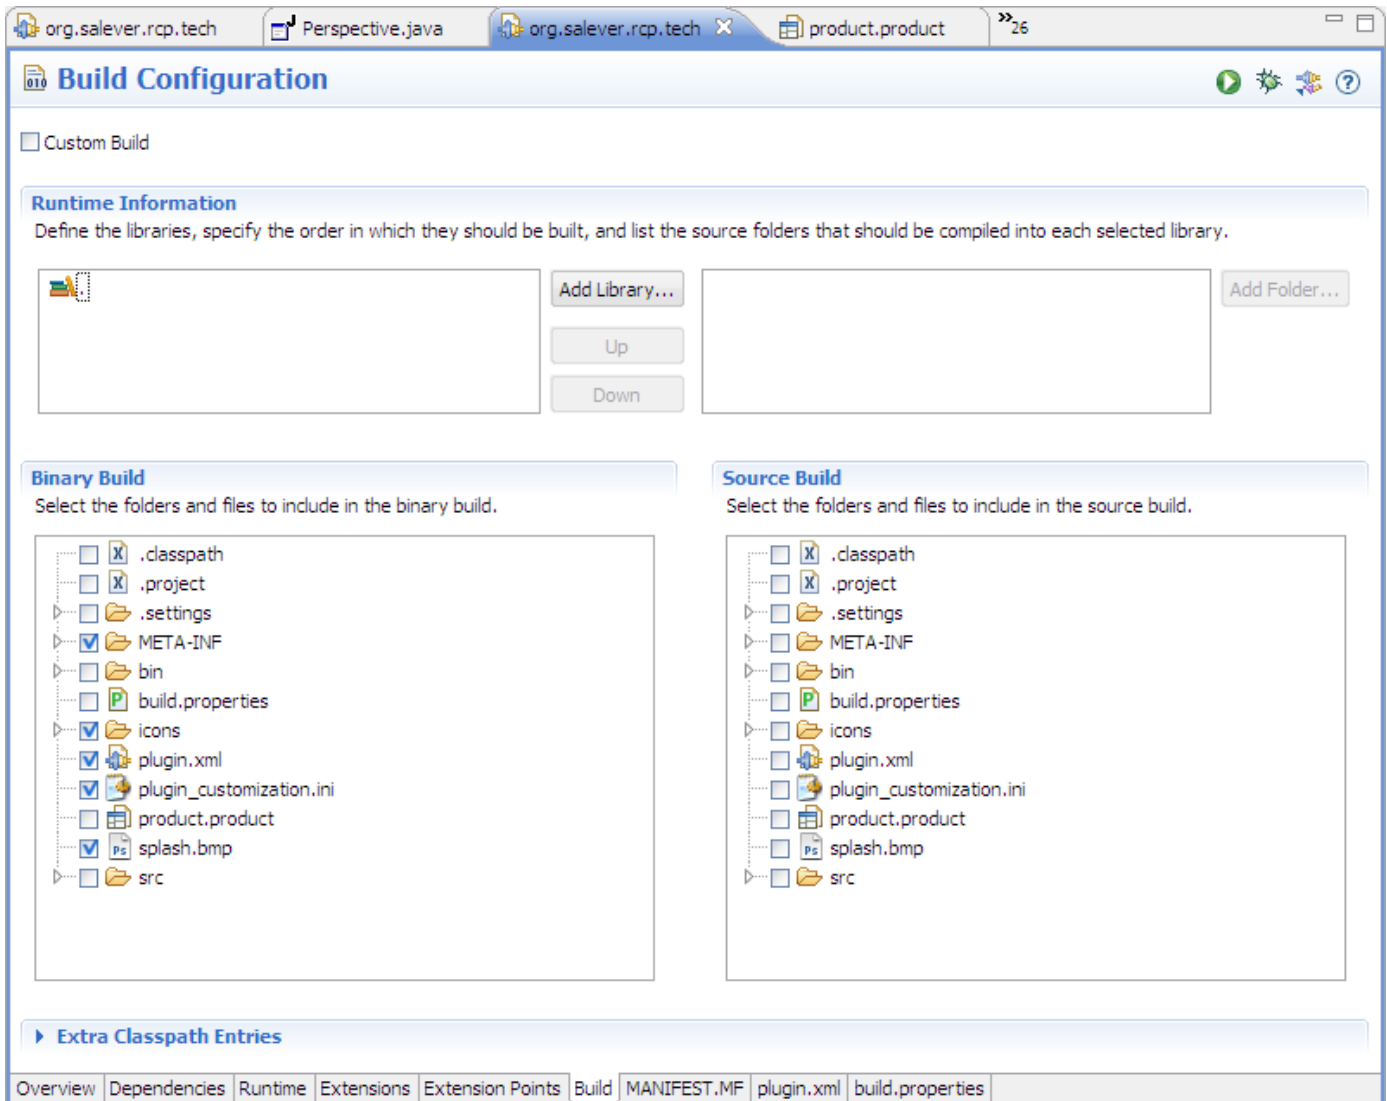 org.salever.rcp.tech Perspective.java org.salever.rcp.tech product.product »26
Build Configuration
Custom Build
Runtime Information
Define the libraries, specify the order in which they should be built, and list the source folders that should be compiled into each selected library.
.
Add Library...
Up
Down
Add Folder...
Binary Build
Select the folders and files to include in the binary build.
.classpath
.project
.settings
META-INF
bin
build.properties
icons
plugin.xml
plugin_customization.ini
product.product
splash.bmp
src
Source Build
Select the folders and files to include in the source build.
.classpath
.project
.settings
META-INF
bin
build.properties
icons
plugin.xml
plugin_customization.ini
product.product
splash.bmp
src
Extra Classpath Entries
Overview Dependencies Runtime Extensions Extension Points Build MANIFEST.MF plugin.xml build.properties